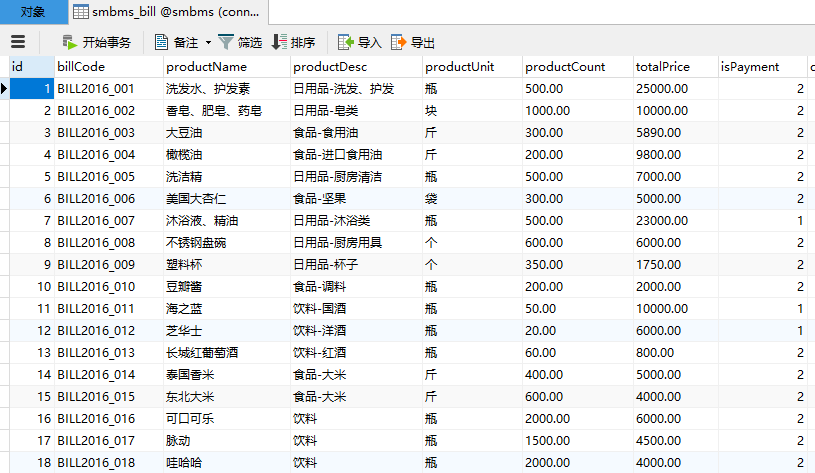 对象 smbms_bill @smbms (conn...
开始事务 备注 筛选 排序 导入 导出
id billCode productName productDesc productUnit productCount totalPrice isPayment
1 BILL2016_001 洗发水、护发素 日用品-洗发、护发 瓶 500.00 25000.00 2
2 BILL2016_002 香皂、肥皂、药皂 日用品-皂类 块 1000.00 10000.00 2
3 BILL2016_003 大豆油 食品-食用油 斤 300.00 5890.00 2
4 BILL2016_004 橄榄油 食品-进口食用油 斤 200.00 9800.00 2
5 BILL2016_005 洗洁精 日用品-厨房清洁 瓶 500.00 7000.00 2
6 BILL2016_006 美国大杏仁 食品-坚果 袋 300.00 5000.00 2
7 BILL2016_007 沐浴液、精油 日用品-沐浴类 瓶 500.00 23000.00 1
8 BILL2016_008 不锈钢盘碗 日用品-厨房用具 个 600.00 6000.00 2
9 BILL2016_009 塑料杯 日用品-杯子 个 350.00 1750.00 2
10 BILL2016_010 豆瓣酱 食品-调料 瓶 200.00 2000.00 2
11 BILL2016_011 海之蓝 饮料-国酒 瓶 50.00 10000.00 1
12 BILL2016_012 芝华士 饮料-洋酒 瓶 20.00 6000.00 1
13 BILL2016_013 长城红葡萄酒 饮料-红酒 瓶 60.00 800.00 2
14 BILL2016_014 泰国香米 食品-大米 斤 400.00 5000.00 2
15 BILL2016_015 东北大米 食品-大米 斤 600.00 4000.00 2
16 BILL2016_016 可口可乐 饮料 瓶 2000.00 6000.00 2
17 BILL2016_017 脉动 饮料 瓶 1500.00 4500.00 2
18 BILL2016_018 哇哈哈 饮料 瓶 2000.00 4000.00 2